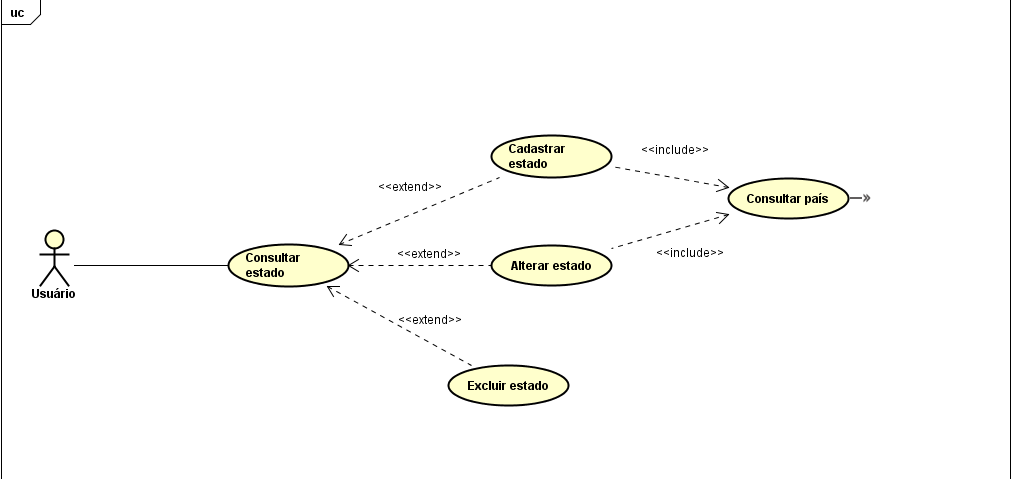 uc
Cadastrar
estado
<<include>>
<<extend>>
Consultar país
Consultar
estado
<<extend>>
Alterar estado
<<include>>
Usuário
<<extend>>
Excluir estado